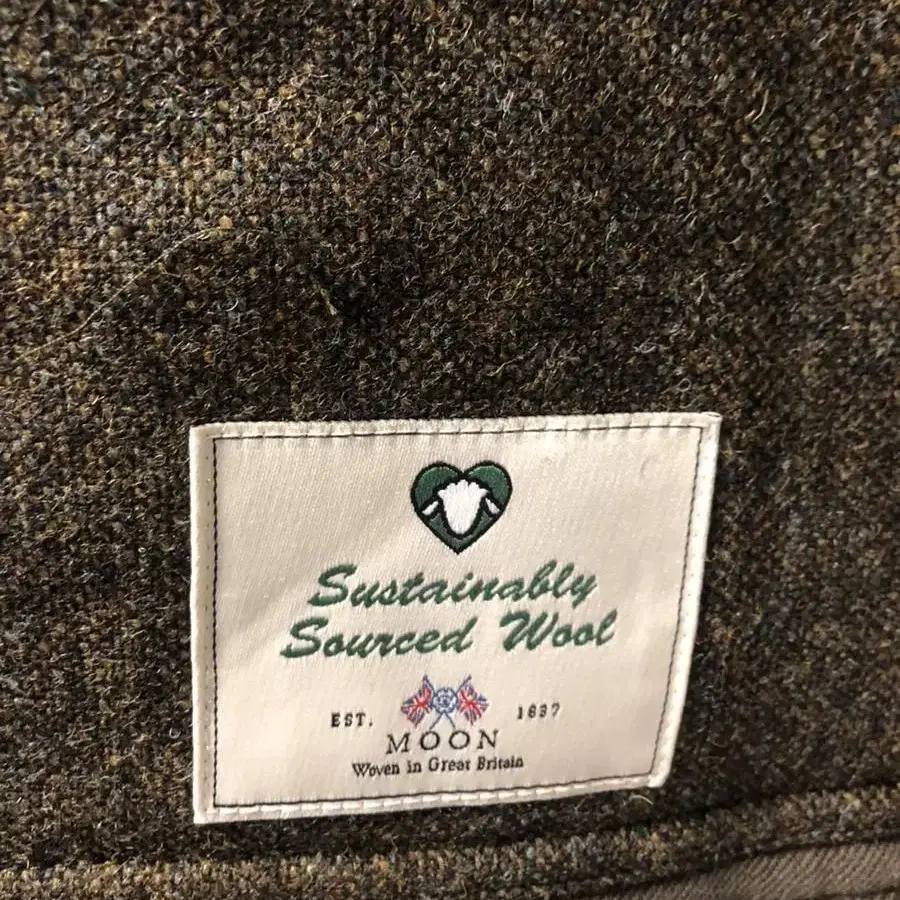 Sustainably
Sourced Wool
EST. 1837
MOON
Woven in Great Britain